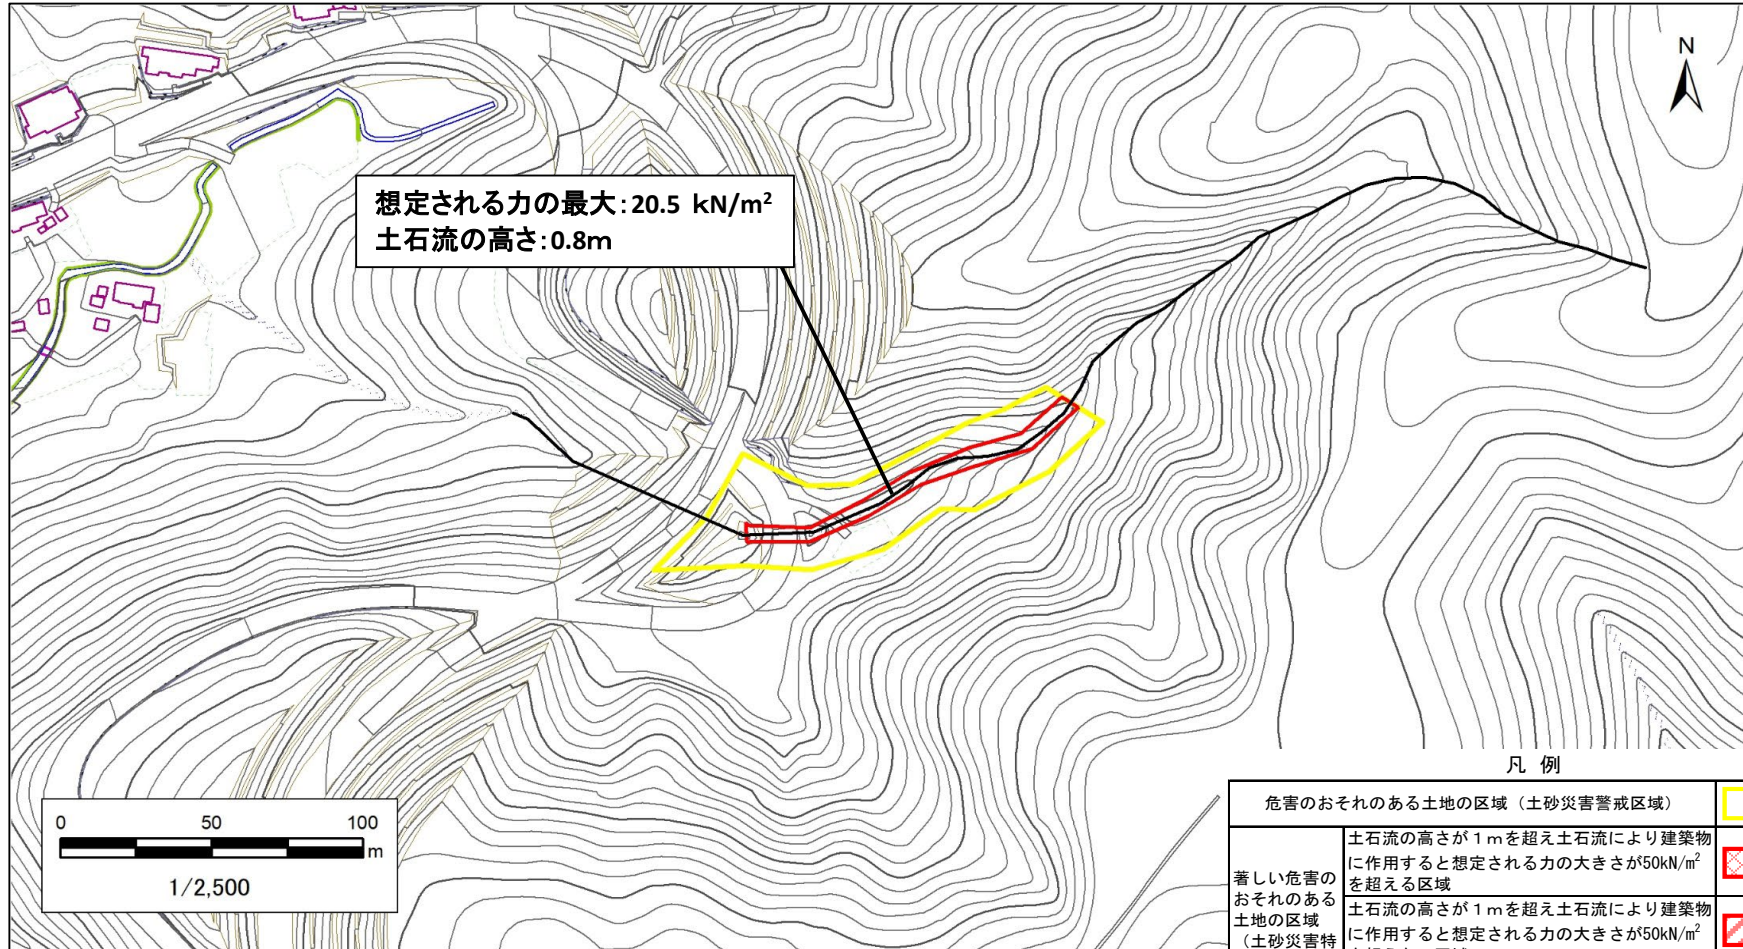 N
想定される力の最大:20.5 kN/m²
土石流の高さ:0.8m
0 50 100
m
1/2,500
凡 例
危害のおそれのある土地の区域（土砂災害警戒区域）
著しい危害の
おそれのある
土地の区域
（土砂災害特
土石流の高さが1mを超え土石流により建築物
に作用すると想定される力の大きさが50kN/m²
を超える区域
土石流の高さが1mを超え土石流により建築物
に作用すると想定される力の大きさが50kN/m²